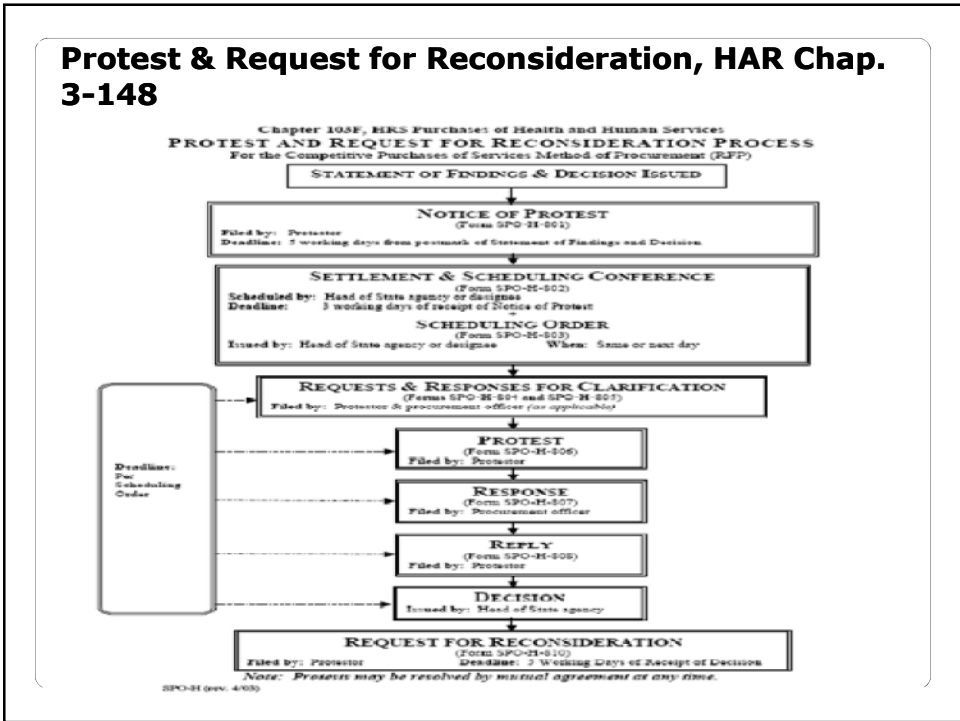 Protest & Request for Reconsideration, HAR Chap.
3-148
Chapter 103F, HRS Purchases of Health and Human Services
PROTEST AND REQUEST FOR RECONSIDERATION PROCESS
For the Competitive Purchases of Services Method of Procurement (RFP)
STATEMENT OF FINDINGS & DECISION ISSUED
NOTICE OF PROTEST
(Form SPO-H-801)
Filed by: Protestor
Deadline: 5 working days from postmark of Statement of Findings and Decision
SETTLEMENT & SCHEDULING CONFERENCE
(Form SPO-H-802)
Scheduled by: Head of State agency or designee
Deadline: 3 working days of receipt of Notice of Protest
+
SCHEDULING ORDER
(Form SPO-H-803)
Issued by: Head of State agency or designee When: Same or next day
REQUESTS & RESPONSES FOR CLARIFICATION
(Forms SPO-H-804 and SPO-H-805)
Filed by: Protestor & procurement officer (as applicable)
PROTEST
(Form SPO-H-806)
Filed by: Protestor
Deadline:
Per
Scheduling
Order
RESPONSE
(Form SPO-H-807)
Filed by: Procurement officer
REPLY
(Form SPO-H-808)
Filed by: Protestor
DECISION
Issued by: Head of State agency
REQUEST FOR RECONSIDERATION
(Form SPO-H-810)
Filed by: Protestor Deadline: Working Days of Receipt of Decision
Note: Protests may be resolved by mutual agreement at any time.
SPO-H (rev. 4/03)